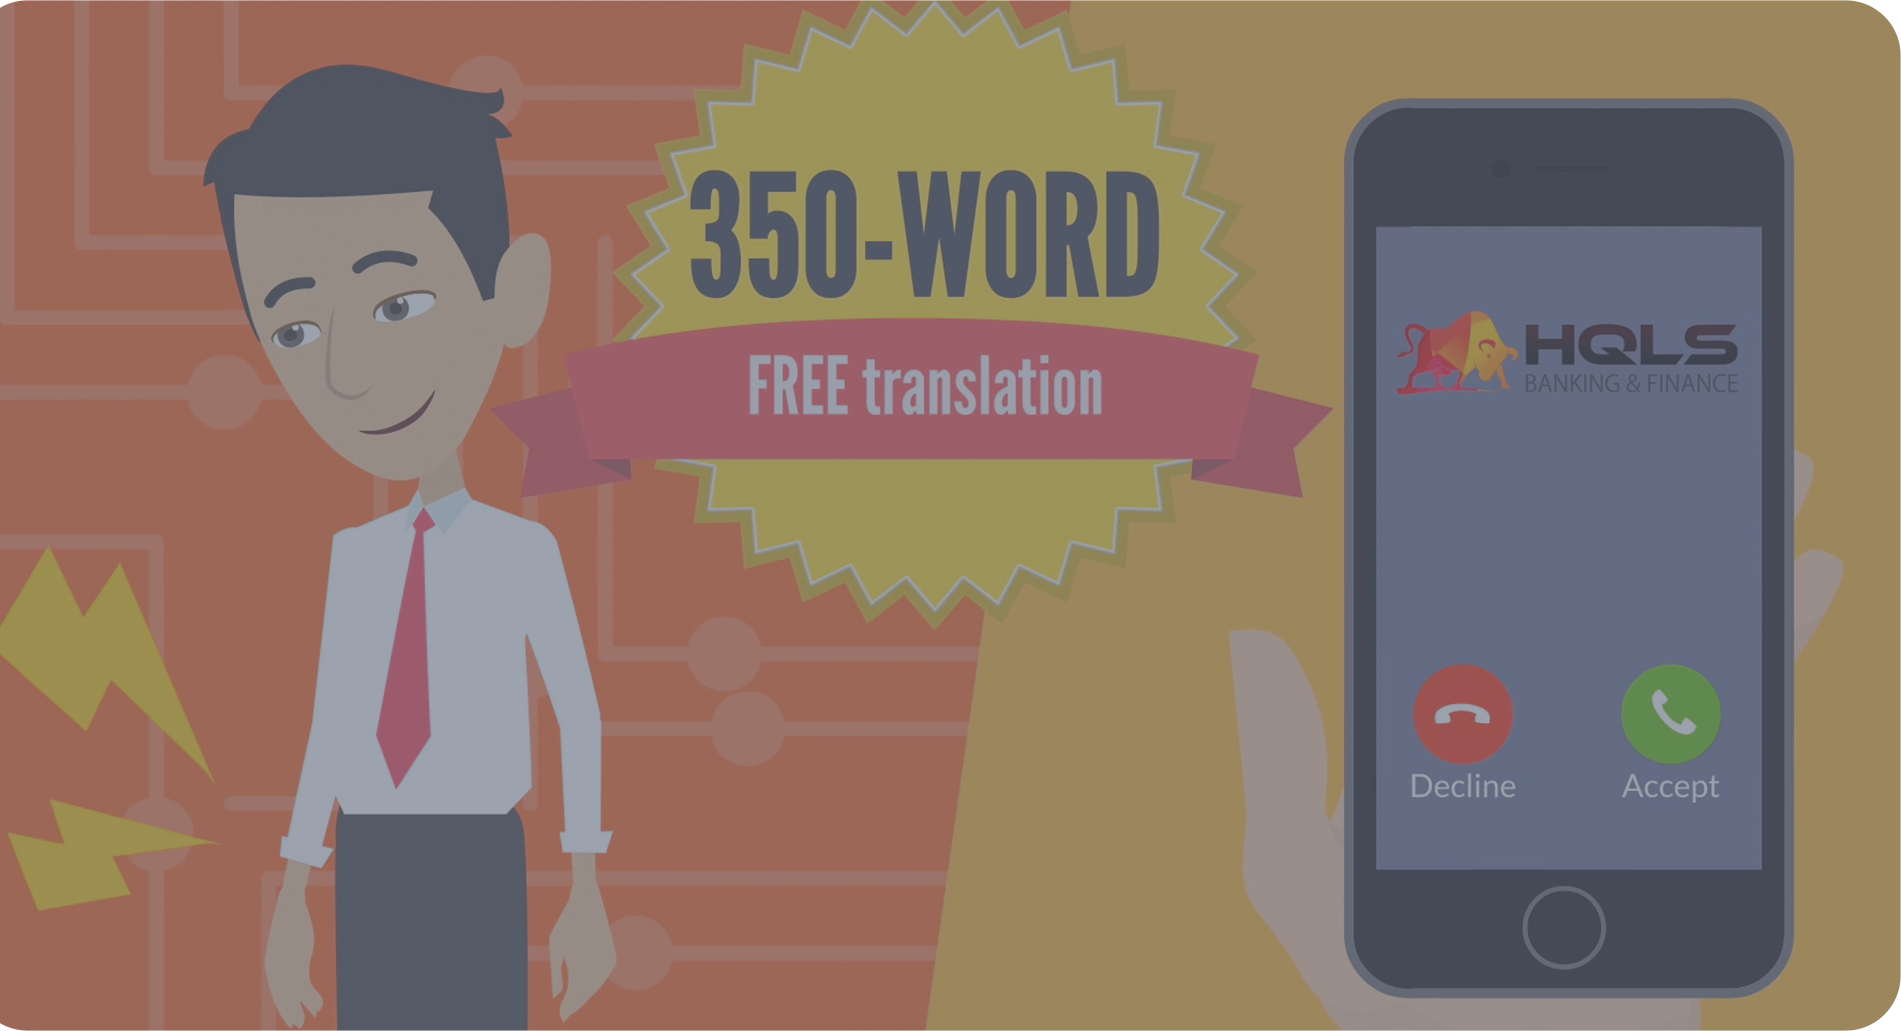 350-WORD
FREE translation
HQLS
BANKING & FINANCE
Decline
Accept